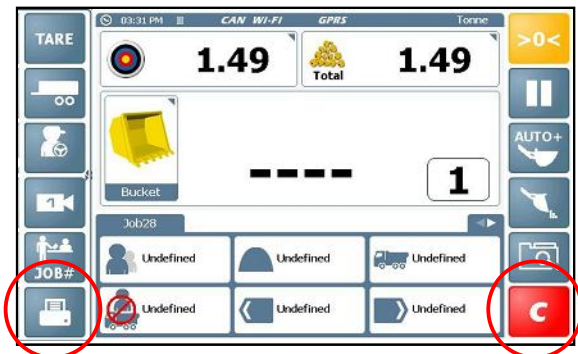 TARE
03:31 PM CAN WI-FI GPRS Tonne
>0<
1.49
Total
1.49
AUTO+
Bucket
----
1
1
Job28
Undefined
Undefined
Undefined
JOB#
Undefined
Undefined
Undefined
C